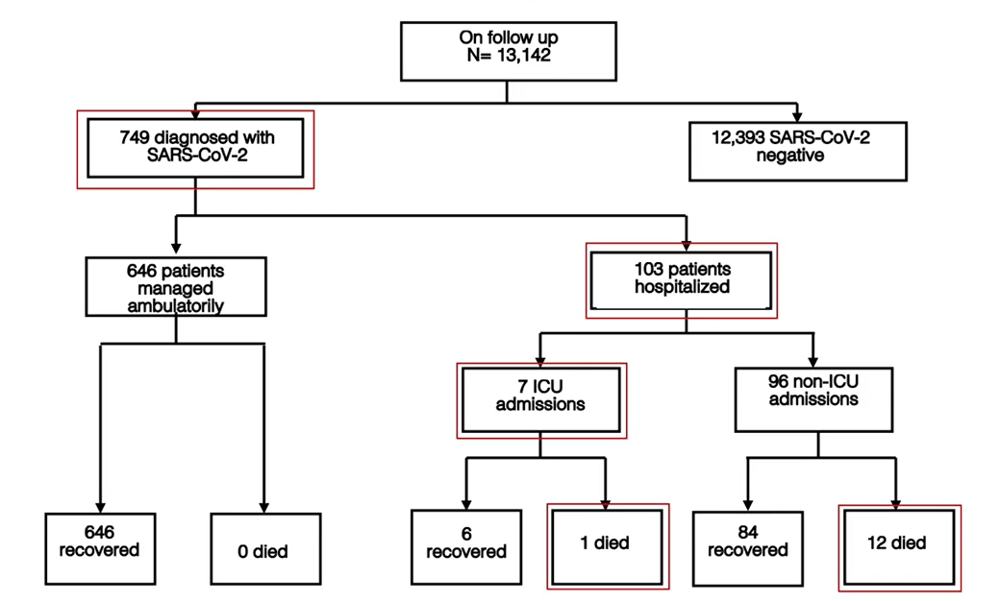 On follow up
N= 13,142
749 diagnosed with
SARS-CoV-2
12,393 SARS-CoV-2
negative
646 patients
managed
ambulatorily
103 patients
hospitalized
7 ICU
admissions
96 non-ICU
admissions
646
recovered
0 died
6
recovered
1 died
84
recovered
12 died